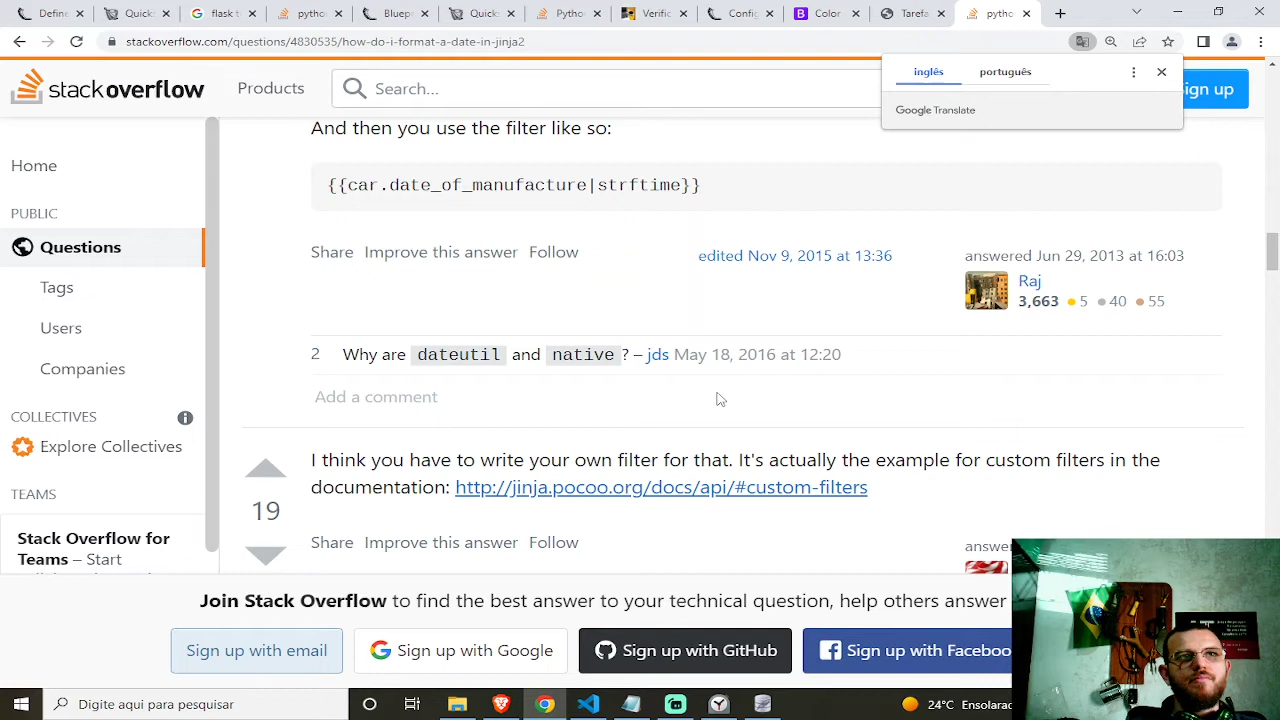 Define
Quick
flask t
pytho
Bluep
Quick
Pytho
Verific
Config
Color
Tarefa
pytho
stackoverflow.com/questions/4830535/how-do-i-format-a-date-in-jinja2
inglês
português
Google Translate
stackoverflow
Products
Search...
ign up
And then you use the filter like so:
{{car.date_of_manufacture|strftime}}
Share Improve this answer Follow
edited Nov 9, 2015 at 13:36
answered Jun 29, 2013 at 16:03
Raj
3,663 5 40 55
2 Why are dateutil and native ? – jds May 18, 2016 at 12:20
Add a comment
I think you have to write your own filter for that. It's actually the example for custom filters in the
documentation: http://jinja.pocoo.org/docs/api/#custom-filters
19
Share Improve this answer Follow
answe
Home
PUBLIC
Questions
Tags
Users
Companies
COLLECTIVES
Explore Collectives
TEAMS
Stack Overflow for
Teams – Start
Join Stack Overflow to find the best answer to your technical question, help others answer
Sign up with email
Sign up with Google
Sign up with GitHub
Sign up with Faceboo
Digite aqui para pesquisar
24°C Ensolarad